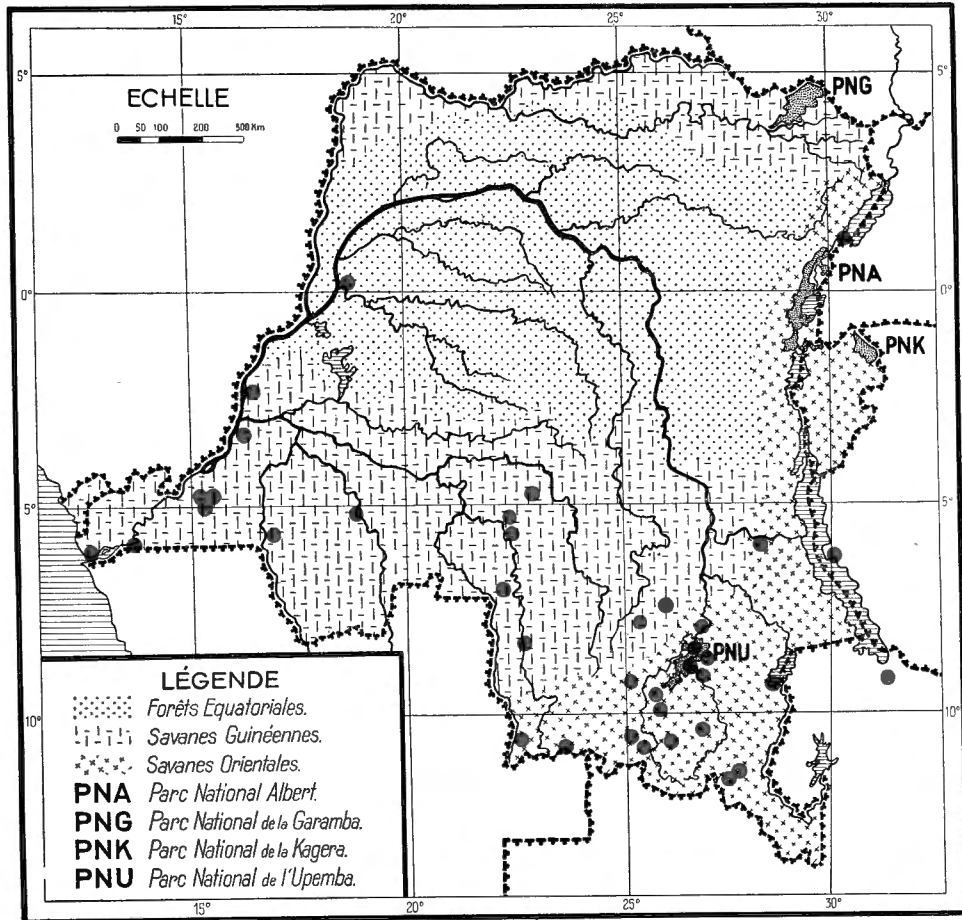 15° 20° 25° 30°
5° 5°
ECHELLE
0 50 100 200 500 Km
PNG
PNA
0° 0°
PNK
5° 5°
PNU
LÉGENDE
Forêts Equatoriales.
Savanes Guinéennes.
Savanes Orientales.
PNA Parc National Albert.
PNG Parc National de la Garamba.
PNK Parc National de la Kagera.
PNU Parc National de l'Upemba.
10° 10°
15° 20° 25° 30°